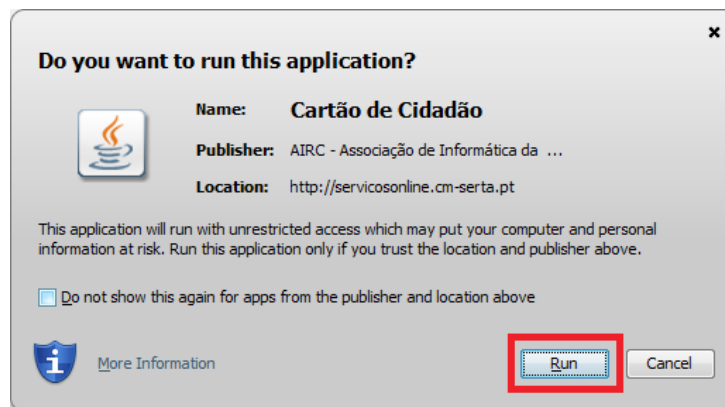 Do you want to run this application?
Name: Cartão de Cidadão
Publisher: AIRC - Associação de Informática da ...
Location: http://servicosonline.cm-serta.pt
This application will run with unrestricted access which may put your computer and personal
information at risk. Run this application only if you trust the location and publisher above.
Do not show this again for apps from the publisher and location above
More Information
Run
Cancel